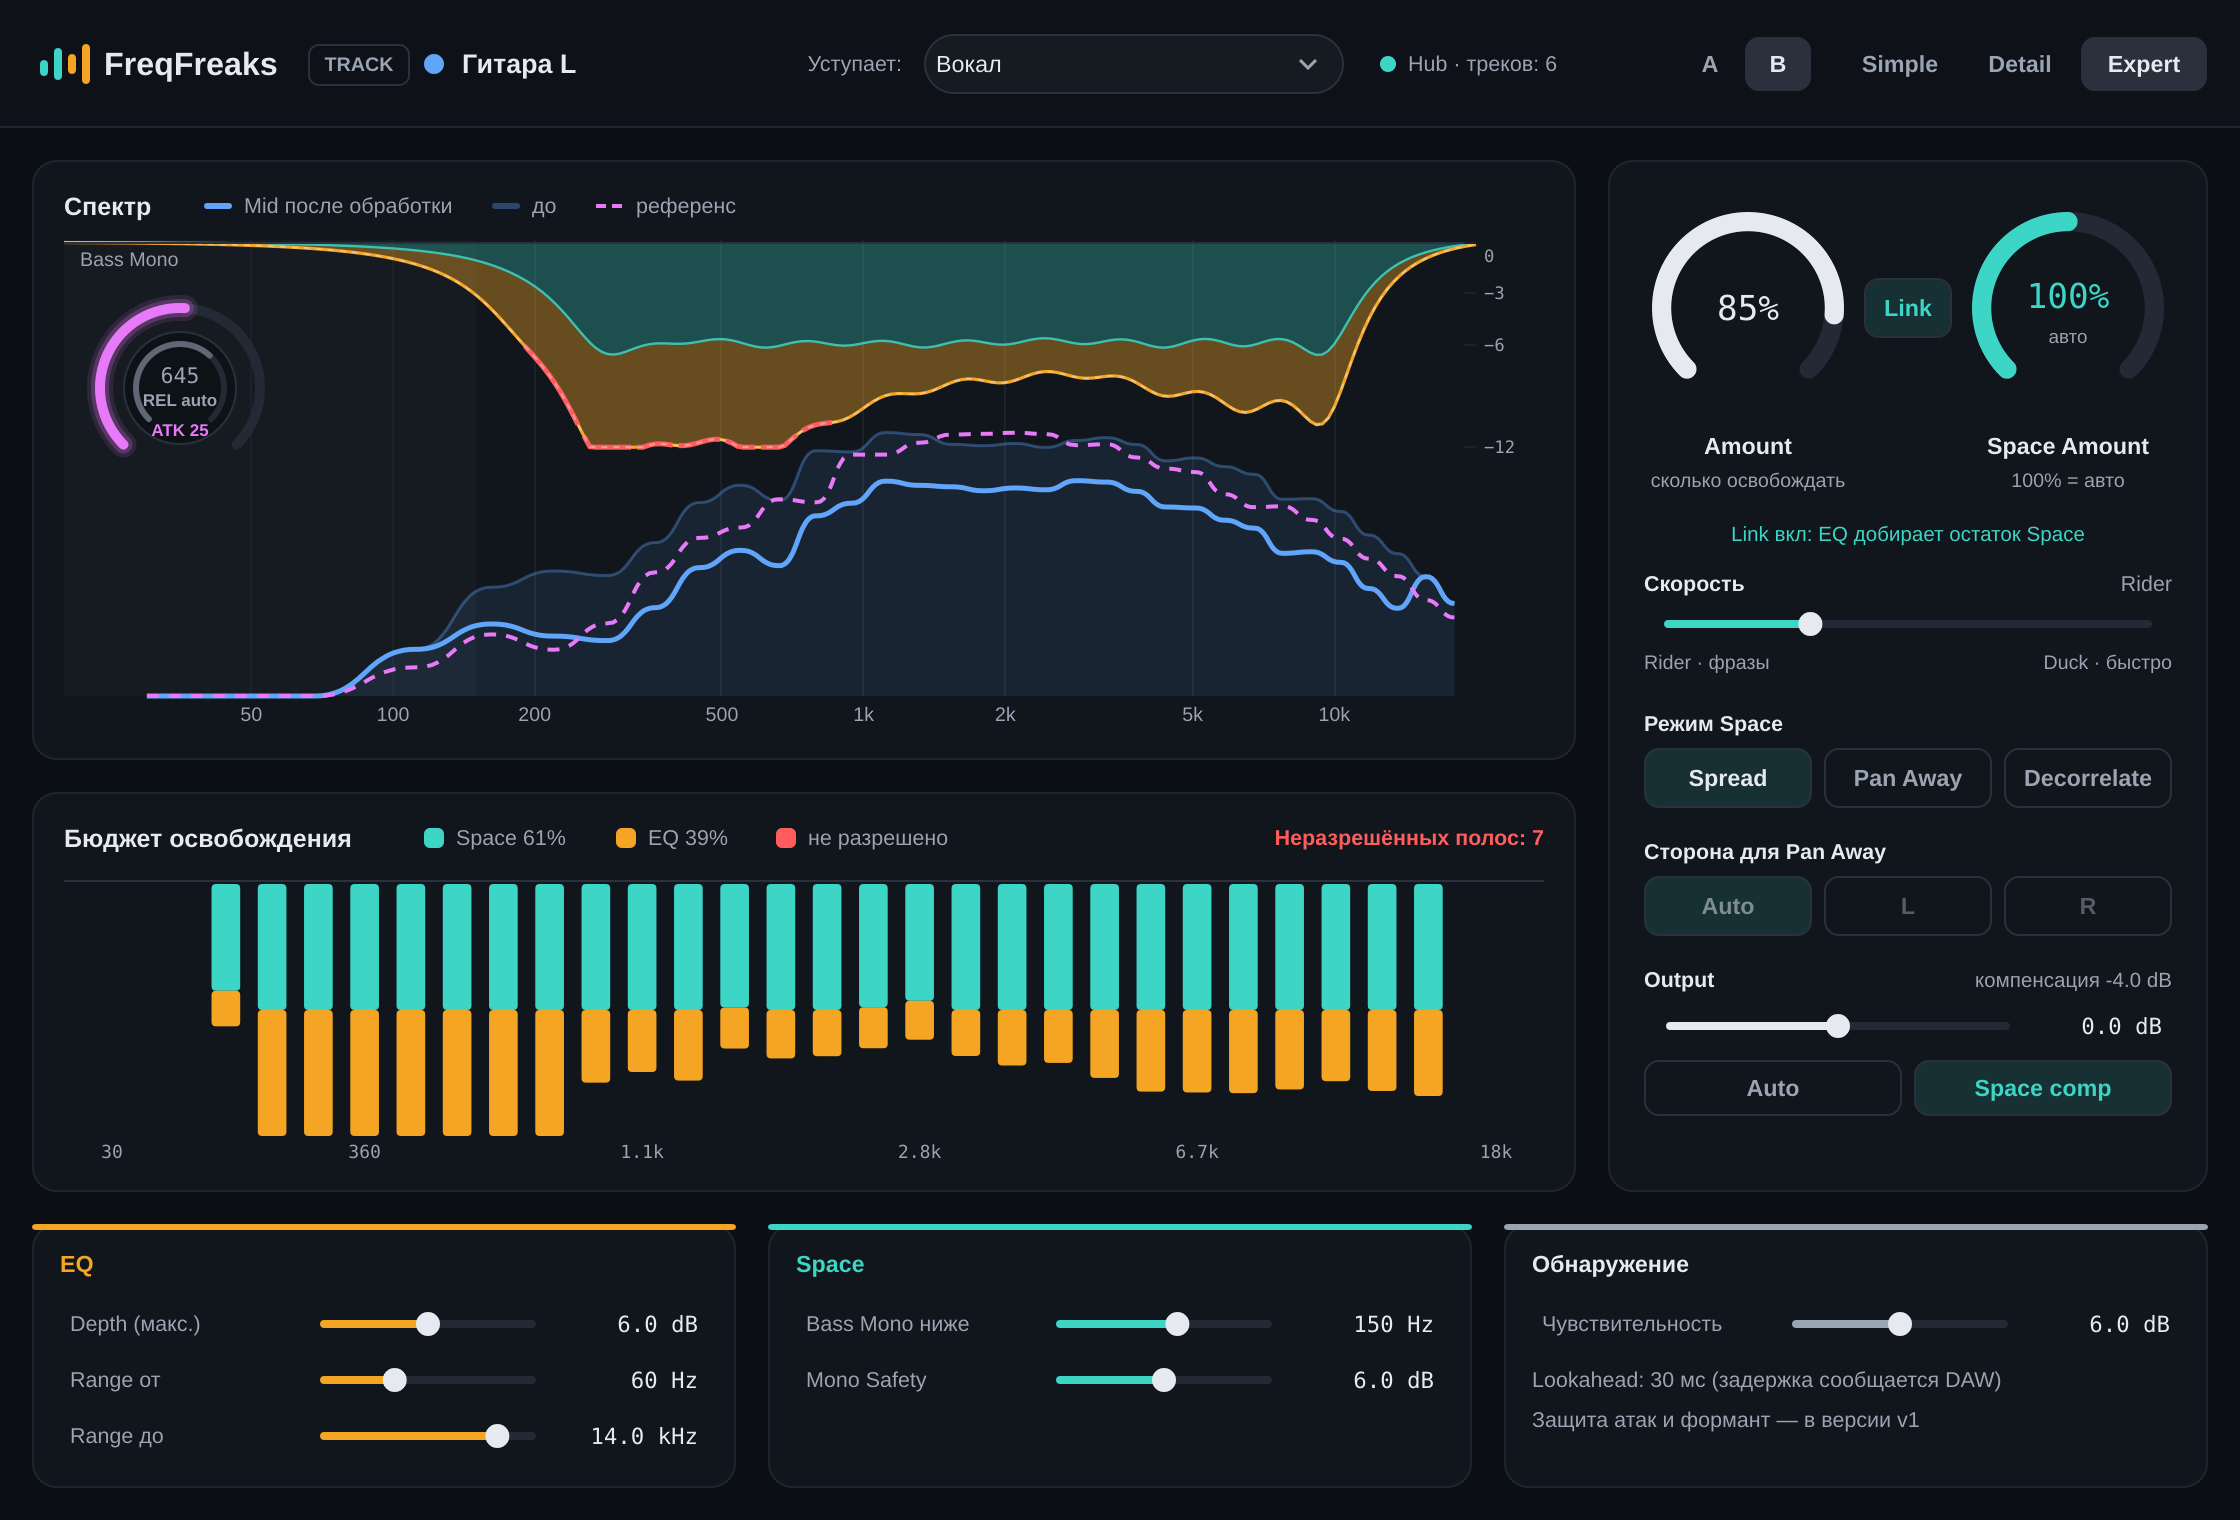 FreqFreaks TRACK Гитара L Уступает: Вокал Hub · треков: 6 A B Simple Detail Expert
Спектр Mid после обработки до референс
Bass Mono
0
−3
−6
−12
645
REL auto
ATK 25
50 100 200 500 1k 2k 5k 10k
85% Link 100%
авто
Amount Space Amount
сколько освобождать 100% = авто
Link вкл: EQ добирает остаток Space
Скорость Rider
Rider · фразы Duck · быстро
Режим Space
Spread Pan Away Decorrelate
Сторона для Pan Away
Auto L R
Output компенсация -4.0 dB
0.0 dB
Auto Space comp
Бюджет освобождения Space 61% EQ 39% не разрешено Неразрешённых полос: 7
30 360 1.1k 2.8k 6.7k 18k
EQ
Depth (макс.) 6.0 dB
Range от 60 Hz
Range до 14.0 kHz
Space
Bass Mono ниже 150 Hz
Mono Safety 6.0 dB
Обнаружение
Чувствительность 6.0 dB
Lookahead: 30 мс (задержка сообщается DAW)
Защита атак и формант — в версии v1